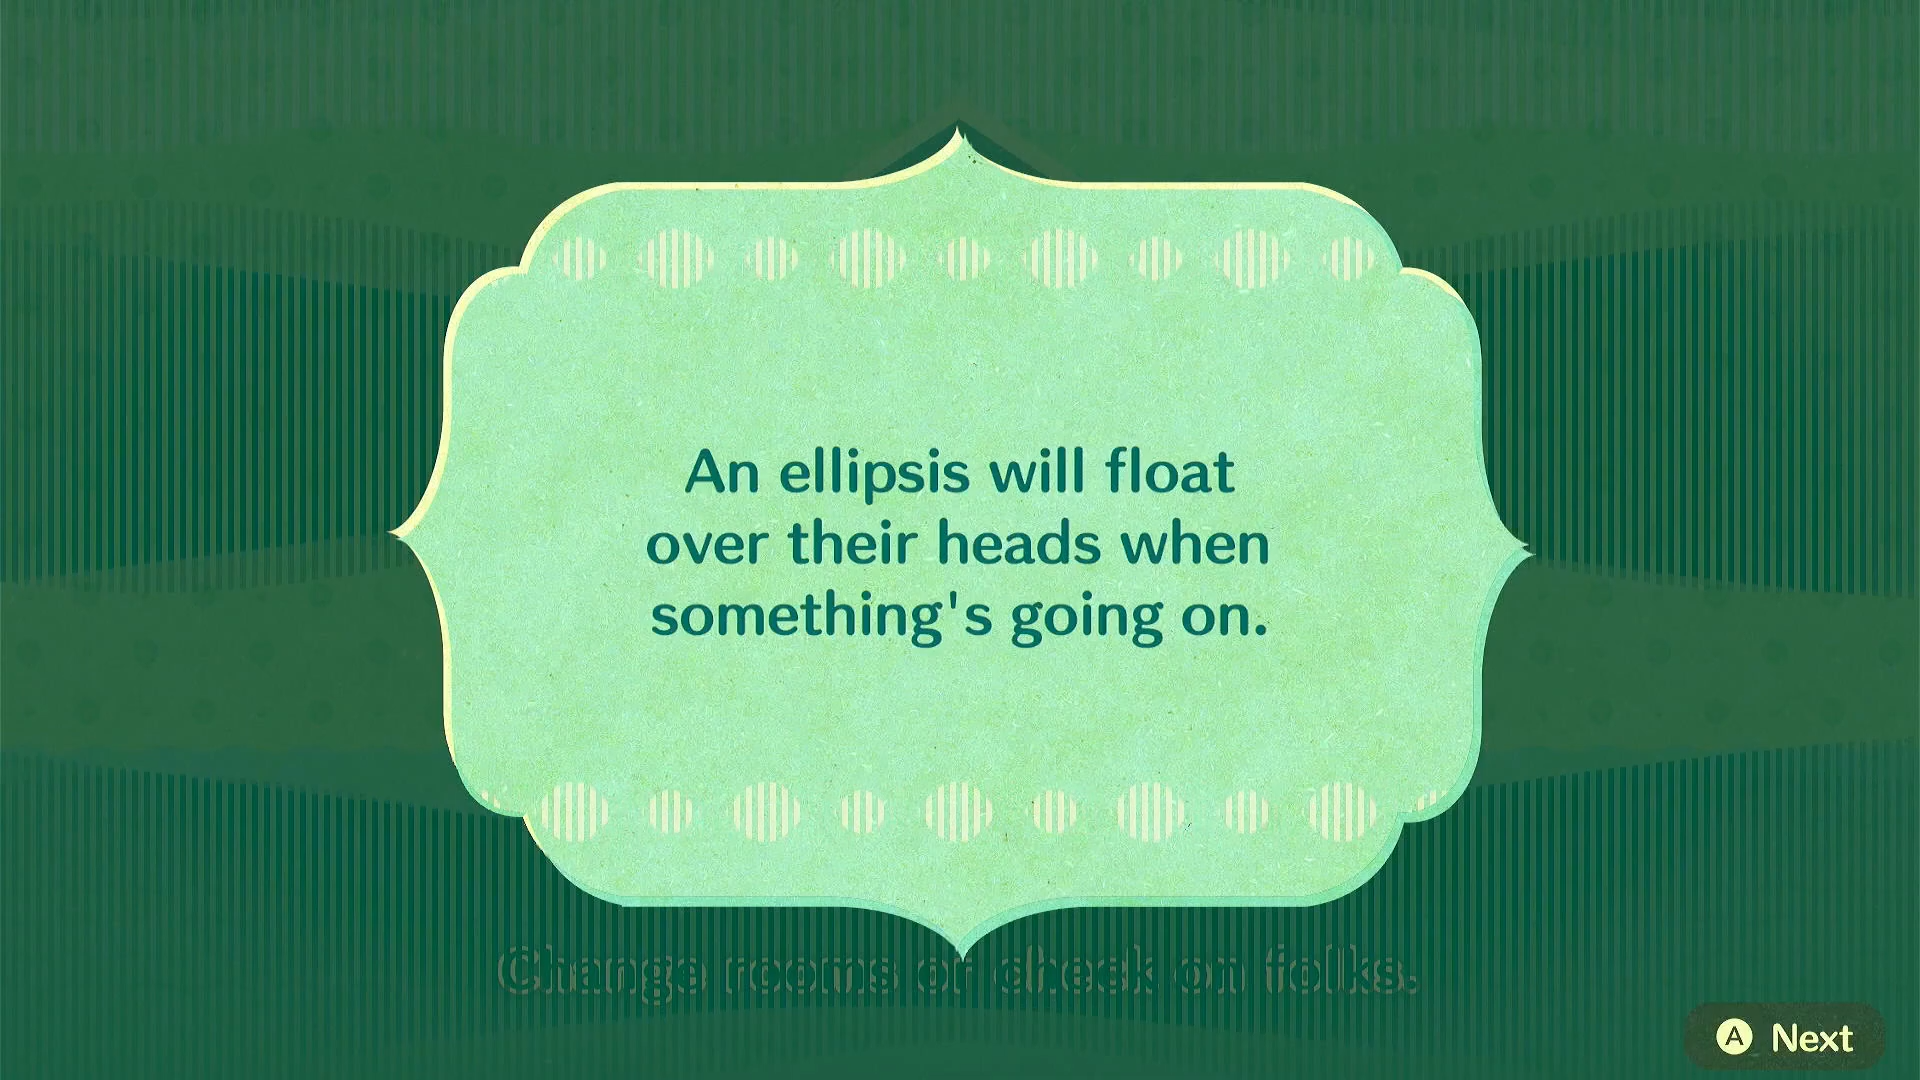 An ellipsis will float
over their heads when
something's going on.
Change rooms or check on folks.
A Next